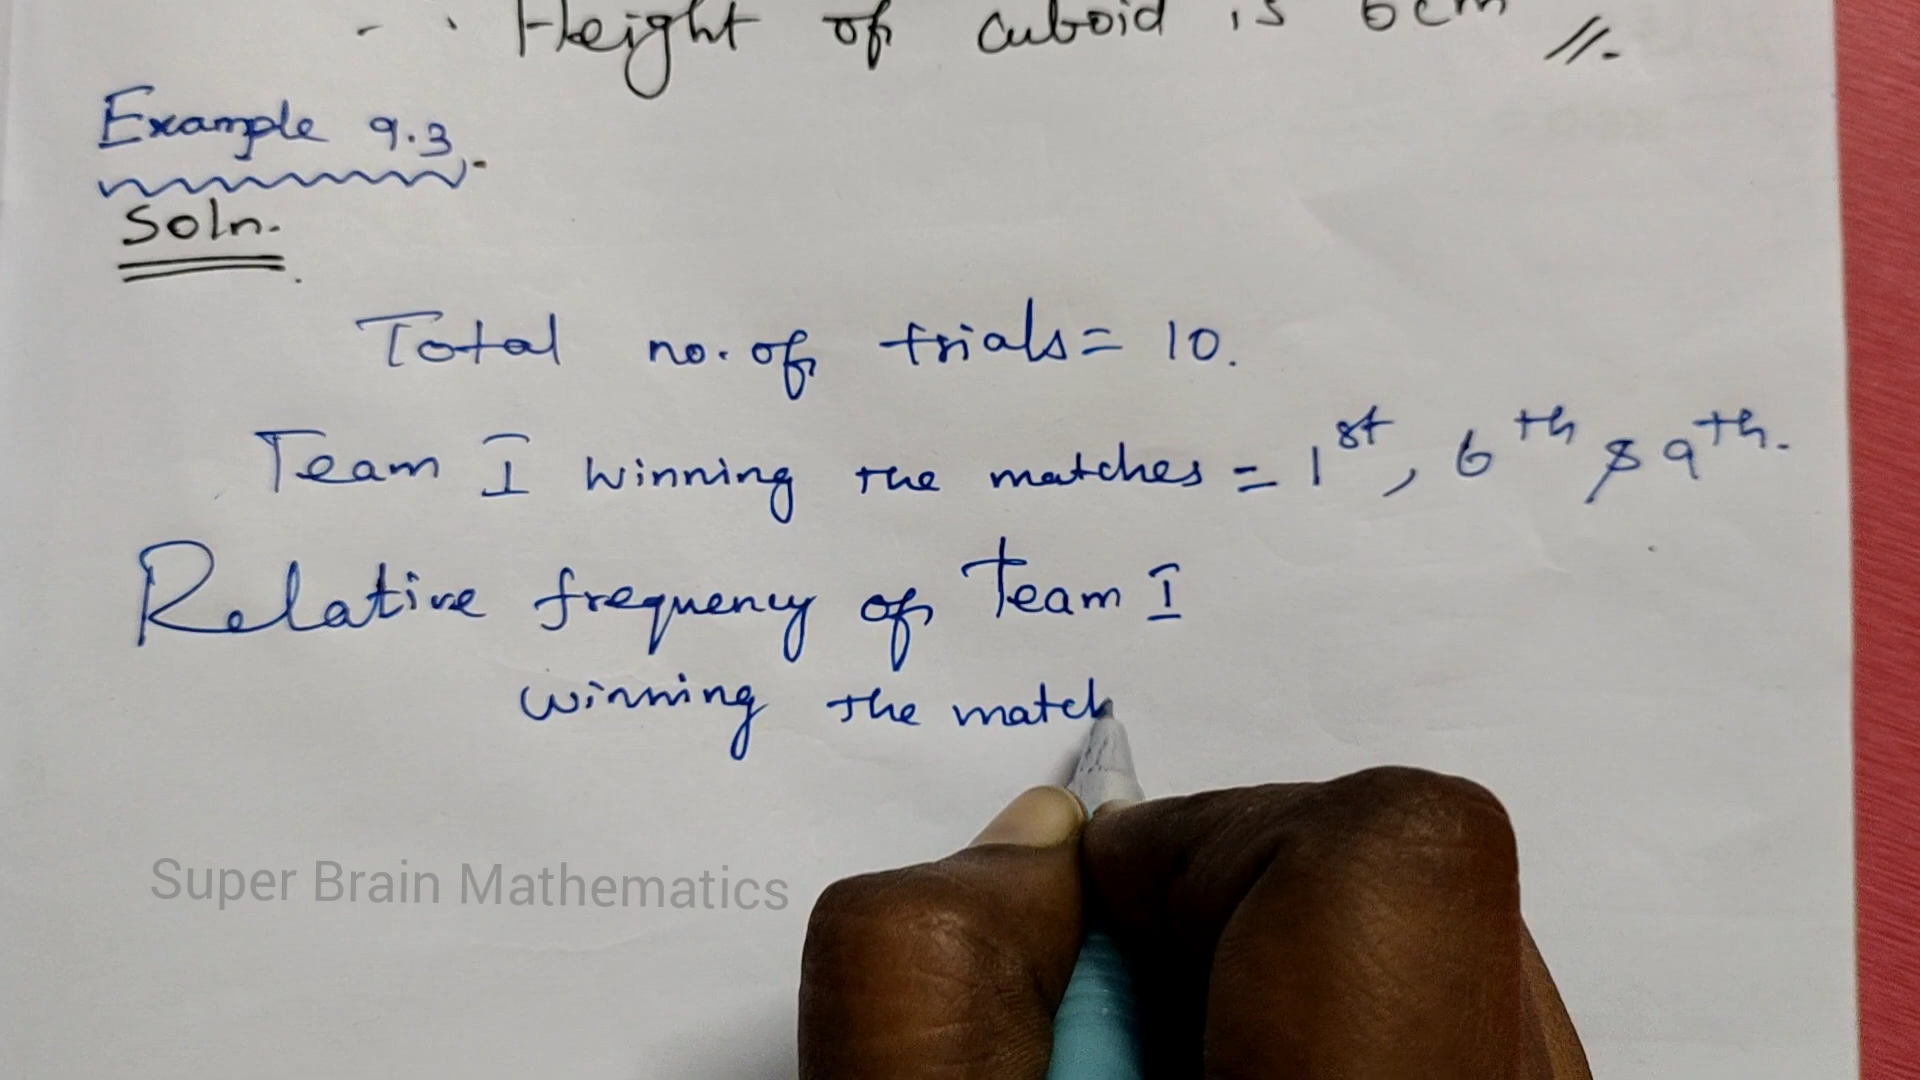 ∴ Height of cuboid is 6cm //.
Example 9.3.
Soln.
Total no. of trials = 10.
Team I winning the matches = 1st, 6th & 9th.
Relative frequency of Team I
winning the match
Super Brain Mathematics